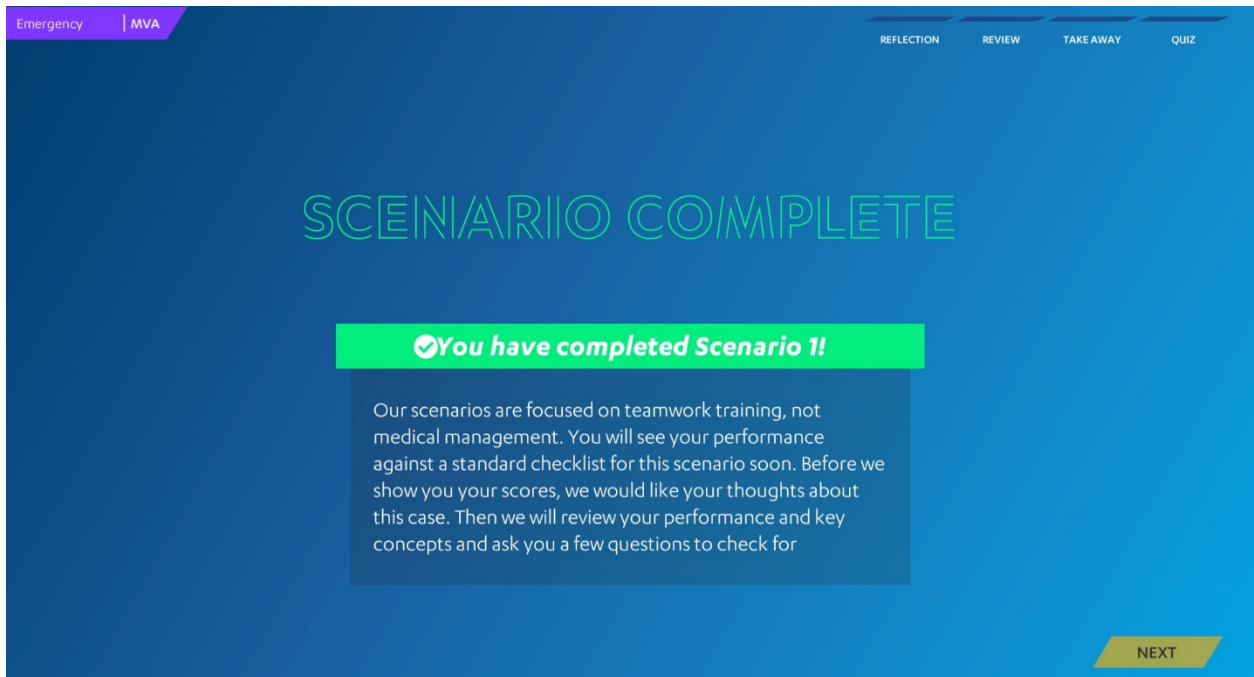 Emergency | MVA
REFLECTION REVIEW TAKE AWAY QUIZ
SCENARIO COMPLETE
You have completed Scenario 1!
Our scenarios are focused on teamwork training, not
medical management. You will see your performance
against a standard checklist for this scenario soon. Before we
show you your scores, we would like your thoughts about
this case. Then we will review your performance and key
concepts and ask you a few questions to check for
NEXT